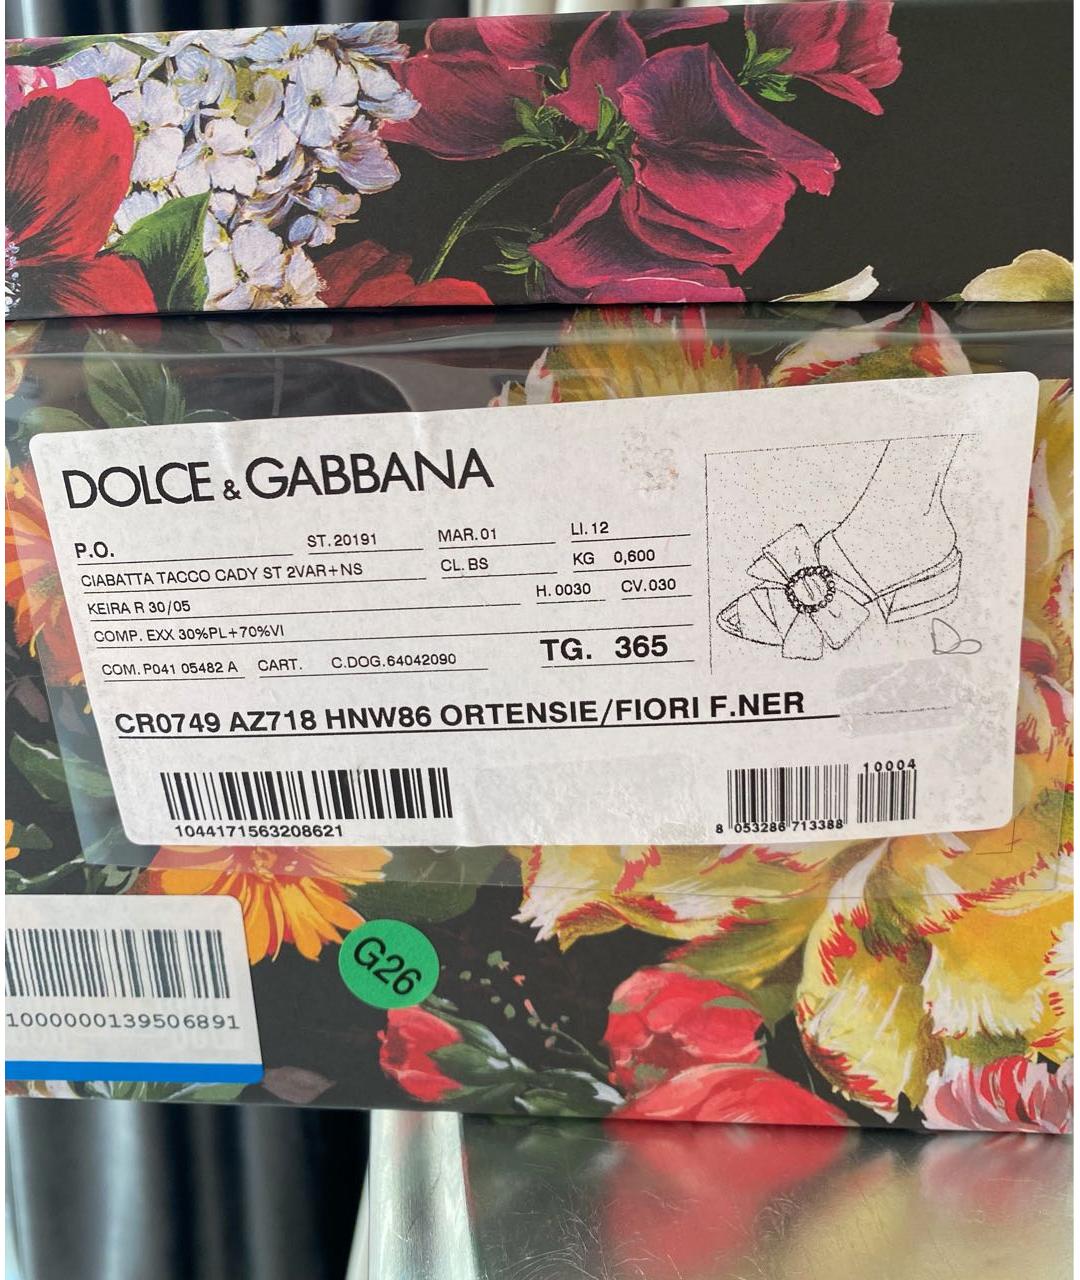 DOLCE & GABBANA
P.O. ST.20191 MAR.01 LI.12
CIABATTA TACCO CADY ST 2VAR+NS CL.BS KG 0,600
KEIRA R 30/05 H.0030 CV.030
COMP. EXX 30%PL+70%VI
COM. P041 05482 A CART. C.DOG.64042090 TG. 365
CR0749 AZ718 HNW86 ORTENSIE/FIORI F.NER
10004
1044171563208621 8 053286 713388
G26
1000000139506891